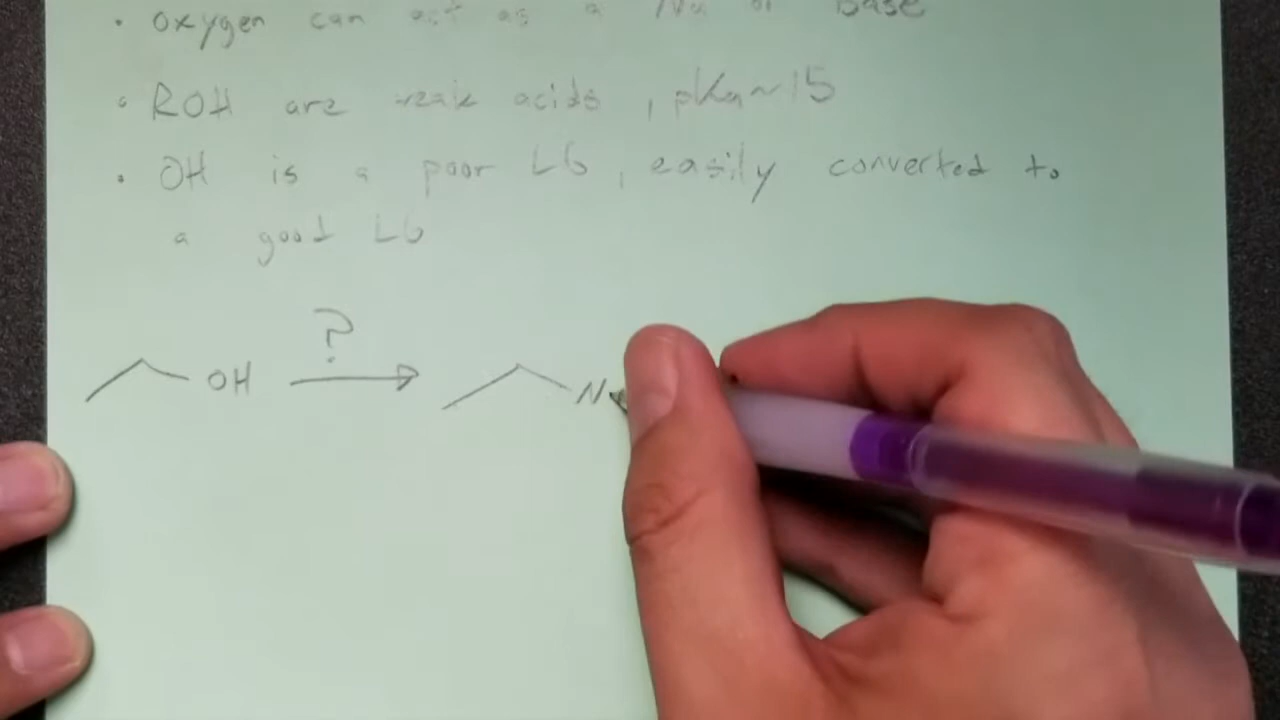 • oxygen can act as a Nu or Base
• ROH are weak acids, pKa~15
• OH is a poor LG, easily converted to
a good LG
?
OH N